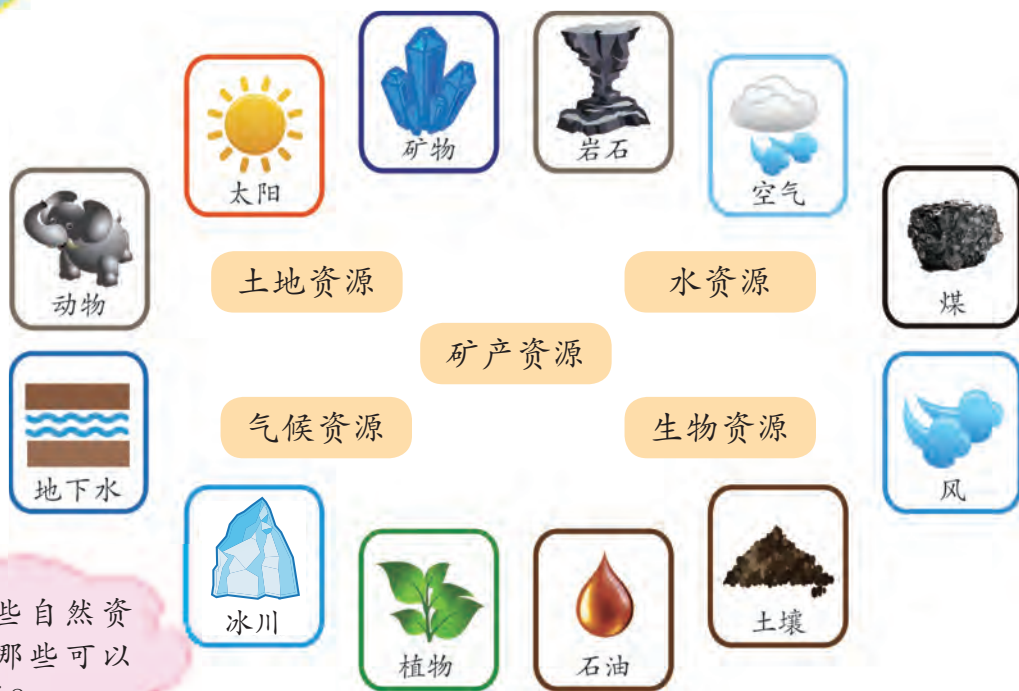 矿物
岩石
太阳
空气
动物
煤
土地资源
水资源
矿产资源
气候资源
生物资源
地下水
风
冰川
植物
石油
土壤
些自然资
那些可以